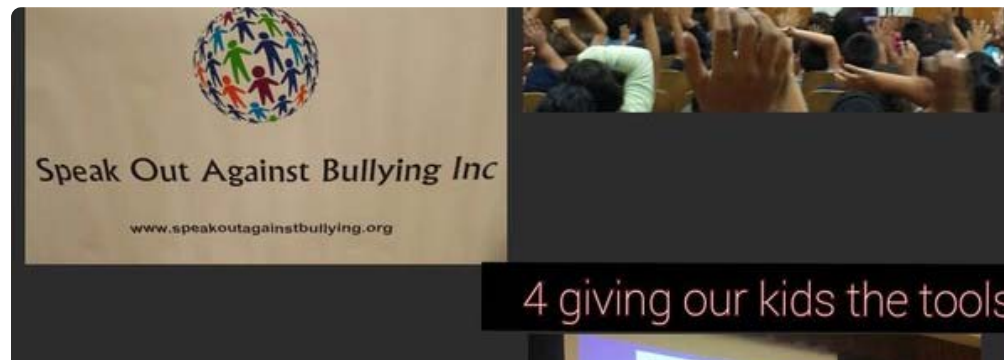 Speak Out Against Bullying Inc
www.speakoutagainstbullying.org
4 giving our kids the tools